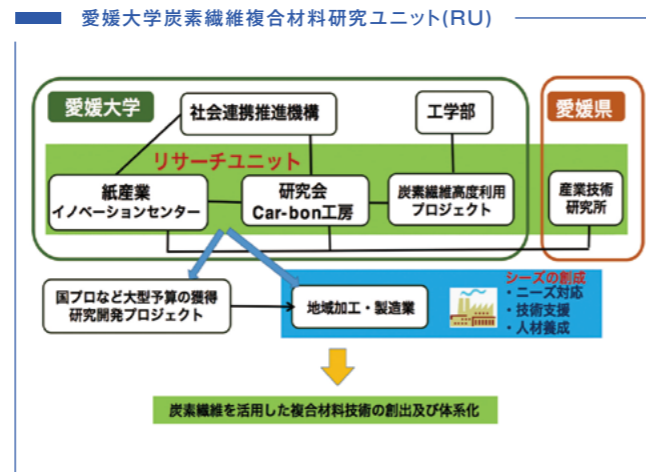 愛媛大学炭素繊維複合材料研究ユニット(RU)
愛媛大学
社会連携推進機構
工学部
愛媛県
リサーチユニット
紙産業
イノベーションセンター
研究会
Car-bon工房
炭素繊維高度利用
プロジェクト
産業技術
研究所
国プロなど大型予算の獲得
研究開発プロジェクト
地域加工・製造業
シーズの創成
・ニーズ対応
・技術支援
・人材養成
炭素繊維を活用した複合材料技術の創出及び体系化